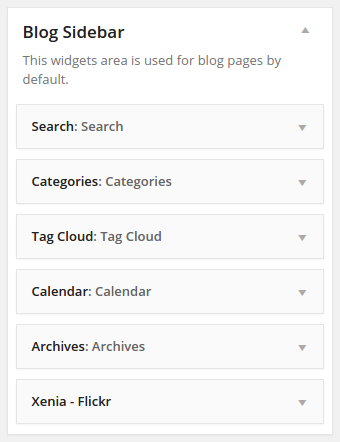 Blog Sidebar
This widgets area is used for blog pages by
default.
Search: Search
Categories: Categories
Tag Cloud: Tag Cloud
Calendar: Calendar
Archives: Archives
Xenia - Flickr